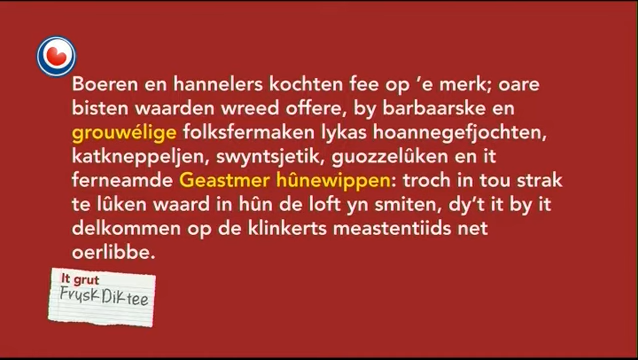 Boeren en hannelers kochten fee op 'e merk; oare
bisten waarden wreed offere, by barbaarske en
grouwélige folksfermaken lykas hoannegefjochten,
katkneppeljen, swyntsjetik, guozzelûken en it
ferneamde Geastmer hûnewippen: troch in tou strak
te lûken waard in hûn de loft yn smiten, dy't it by it
delkommen op de klinkerts meastentiids net
oerlibbe.
It grut
FryskDiktee